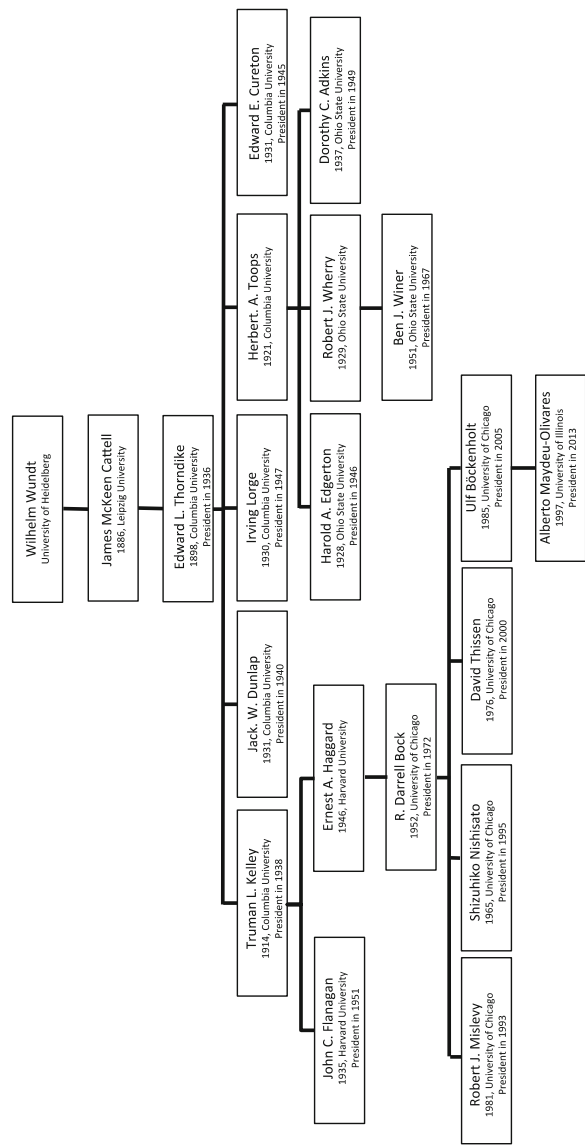 Wilhelm Wundt
University of Heidelberg
James McKeen Cattell
1886, Leipzig University
Edward L. Thorndike
1898, Columbia University
President in 1936
Truman L. Kelley
1914, Columbia University
President in 1938
Jack. W. Dunlap
1931, Columbia University
President in 1940
Irving Lorge
1930, Columbia University
President in 1947
Herbert. A. Toops
1921, Columbia University
Edward E. Cureton
1931, Columbia University
President in 1945
John C. Flanagan
1935, Harvard University
President in 1951
Ernest A. Haggard
1946, Harvard University
Harold A. Edgerton
1928, Ohio State University
President in 1946
Robert J. Wherry
1929, Ohio State University
Dorothy C. Adkins
1937, Ohio State University
President in 1949
R. Darrell Bock
1952, University of Chicago
President in 1972
Ben J. Winer
1951, Ohio State University
President in 1967
Robert J. Mislevy
1981, University of Chicago
President in 1993
Shizuhiko Nishisato
1965, University of Chicago
President in 1995
David Thissen
1976, University of Chicago
President in 2000
Ulf Böckenholt
1985, University of Chicago
President in 2005
Alberto Maydeu-Olivares
1997, University of Illinois
President in 2013